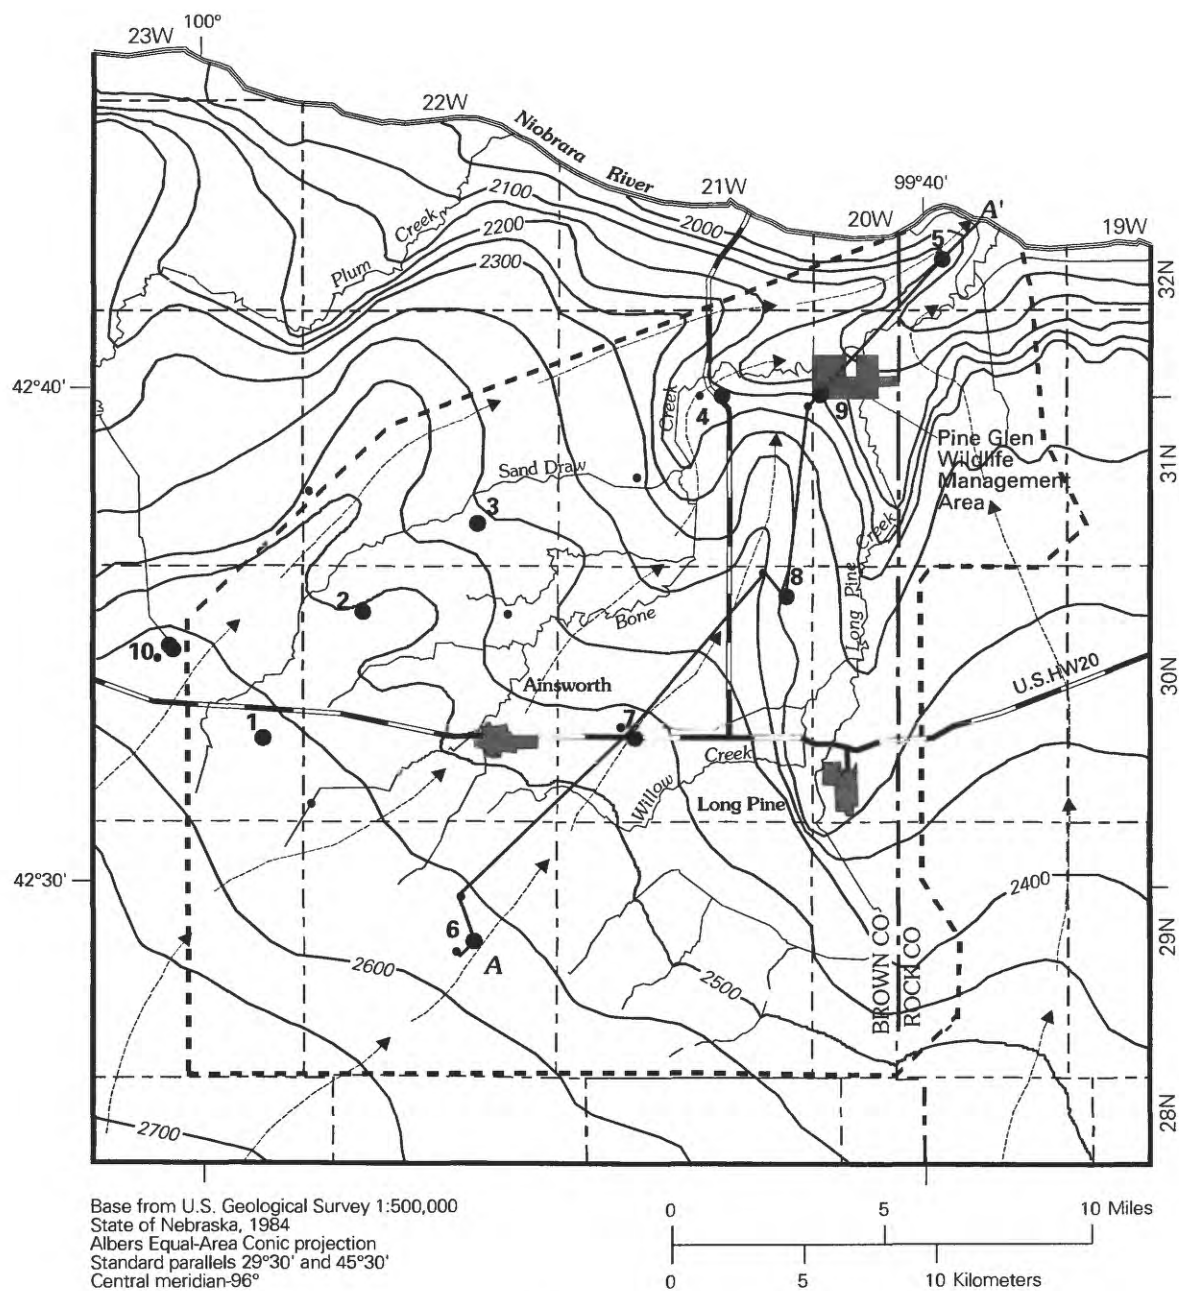 23W
100°
22W
Niobrara
River
21W
99°40'
20W
A'
19W
2100
2000
2200
2300
Creek
Plum
5
32N
42°40'
Creek
4
9
Pine Glen
Wildlife
Management
Area
Sand Draw
31N
3
Creek
2
8
Bone
Long Pine
10
Ainsworth
U.S.HW20
30N
1
7
Creek
Willow
Long Pine
42°30'
2400
6
A
BROWN CO
ROCK CO
29N
2600
2500
2700
28N
Base from U.S. Geological Survey 1:500,000
State of Nebraska, 1984
Albers Equal-Area Conic projection
Standard parallels 29°30' and 45°30'
Central meridian-96°
0 5 10 Miles
0 5 10 Kilometers